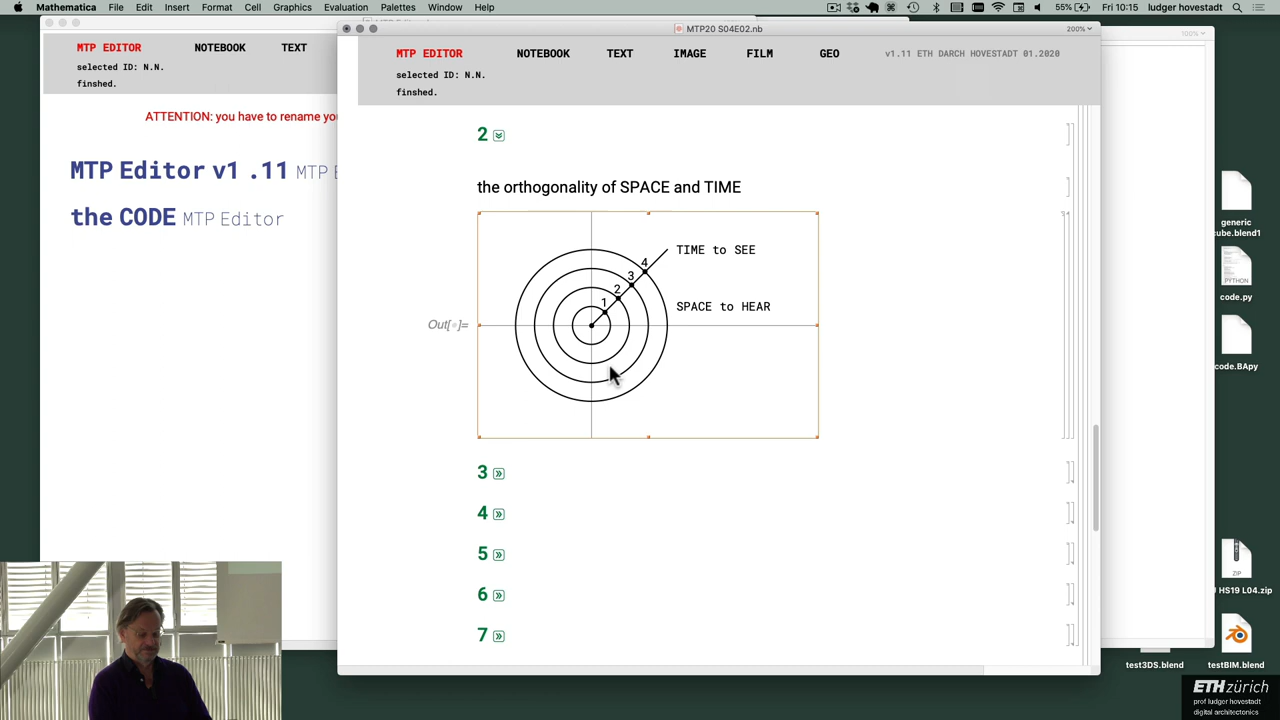 Mathematica File Edit Insert Format Cell Graphics Evaluation Palettes Window Help
55% Fri 10:15 ludger hovestadt
MTP20 S04E02.nb
200%
100%
MTP EDITOR NOTEBOOK TEXT
selected ID: N.N.
finshed.
MTP EDITOR NOTEBOOK TEXT IMAGE FILM GEO v1.11 ETH DARCH HOVESTADT 01.2020
selected ID: N.N.
finshed.
ATTENTION: you have to rename
MTP Editor v1 .11 MTP
the CODE MTP Editor
2
the orthogonality of SPACE and TIME
TIME to SEE
SPACE to HEAR
4
3
2
1
Out[ ]=
3
4
5
6
7
generic
cube.blend1
PYTHON
code.py
code.BApy
ZIP
HS19 L04.zip
test3DS.blend
testBIM.blend
ETHzürich
prof ludger hovestadt
digital architectonics